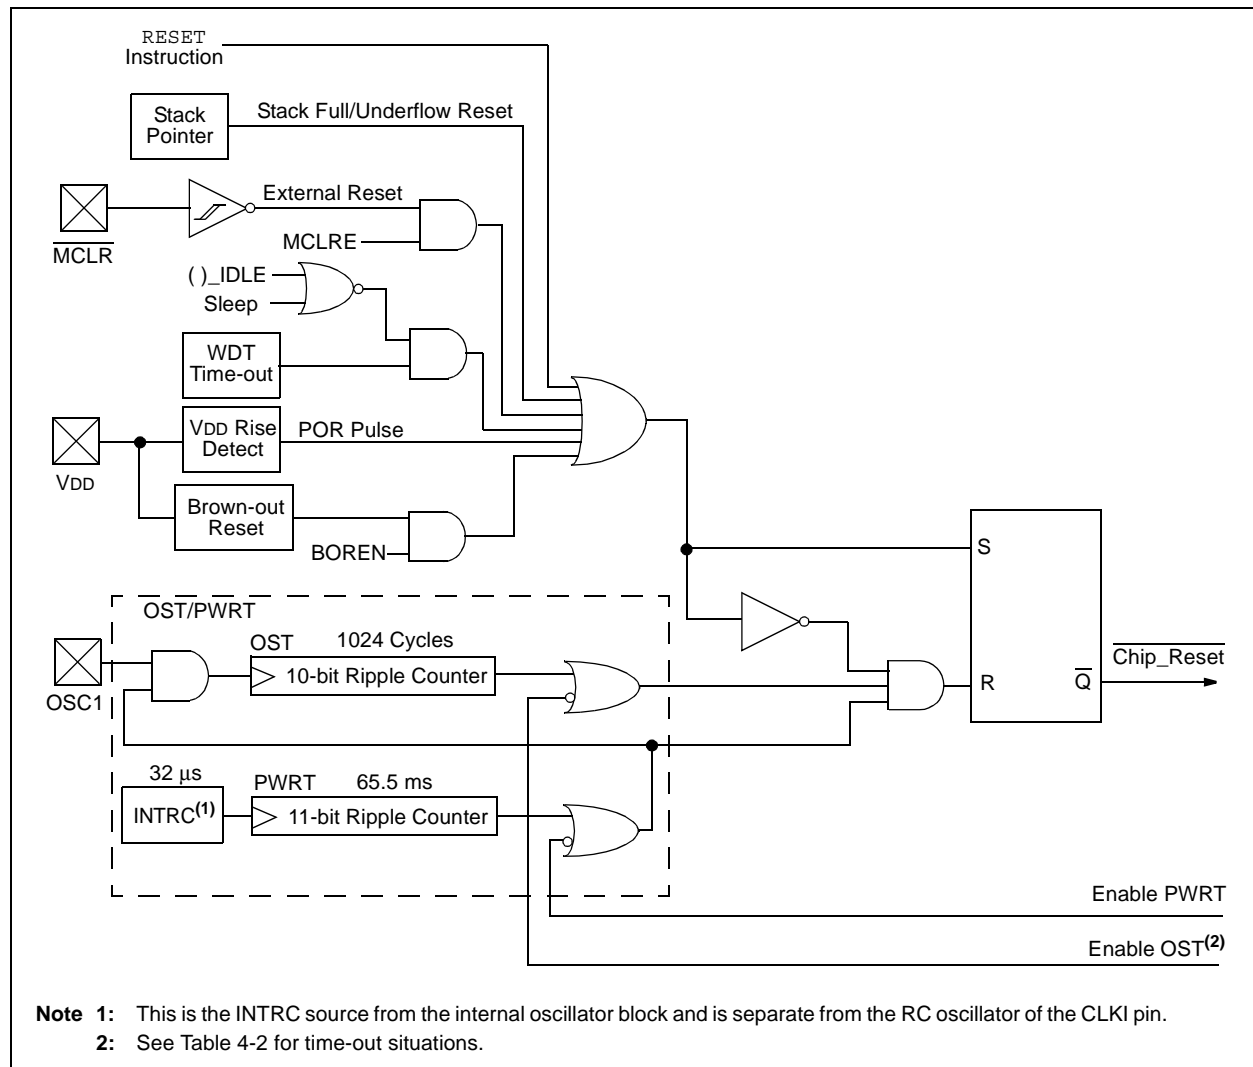 RESET
Instruction
Stack
Pointer
Stack Full/Underflow Reset
External Reset
MCLR
MCLRE
( )_IDLE
Sleep
WDT
Time-out
VDD Rise
Detect
POR Pulse
VDD
Brown-out
Reset
BOREN
S
OST/PWRT
OST
1024 Cycles
10-bit Ripple Counter
OSC1
Chip_Reset
R
Q
32 μs
PWRT
65.5 ms
INTRC(1)
11-bit Ripple Counter
Enable PWRT
Enable OST(2)
Note 1: This is the INTRC source from the internal oscillator block and is separate from the RC oscillator of the CLKI pin.
2: See Table 4-2 for time-out situations.